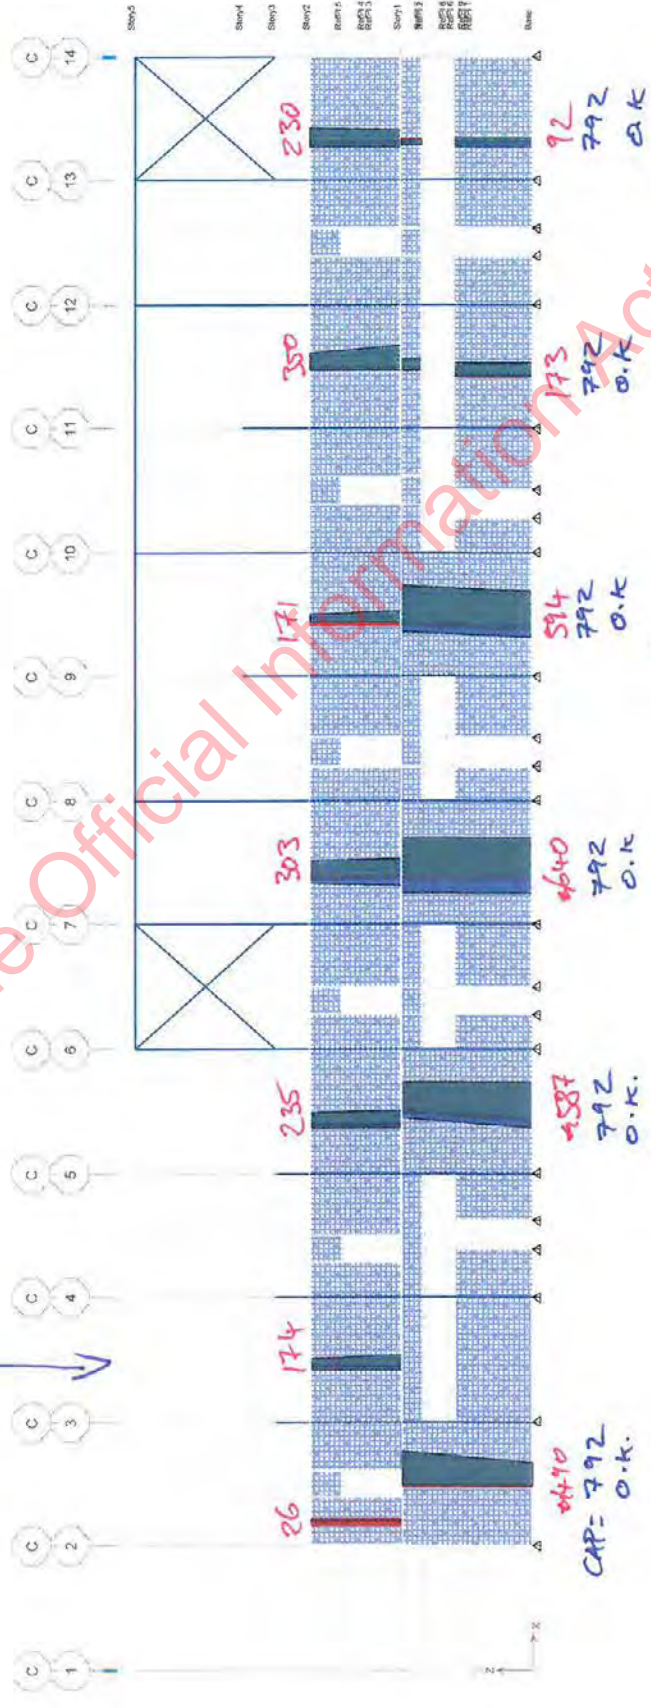 C C C C C C C C C C C C C C
1 2 3 4 5 6 7 8 9 10 11 12 13 14
Story5
Story4
Story3
Story2
Story1
Base
26 174 235 303 171 350 230
490 587 640 594 173 92
CAP= 792 792 792 792 792 792
O.K. O.K. O.K O.K O.K O.K
Z
X
e Official Information Act